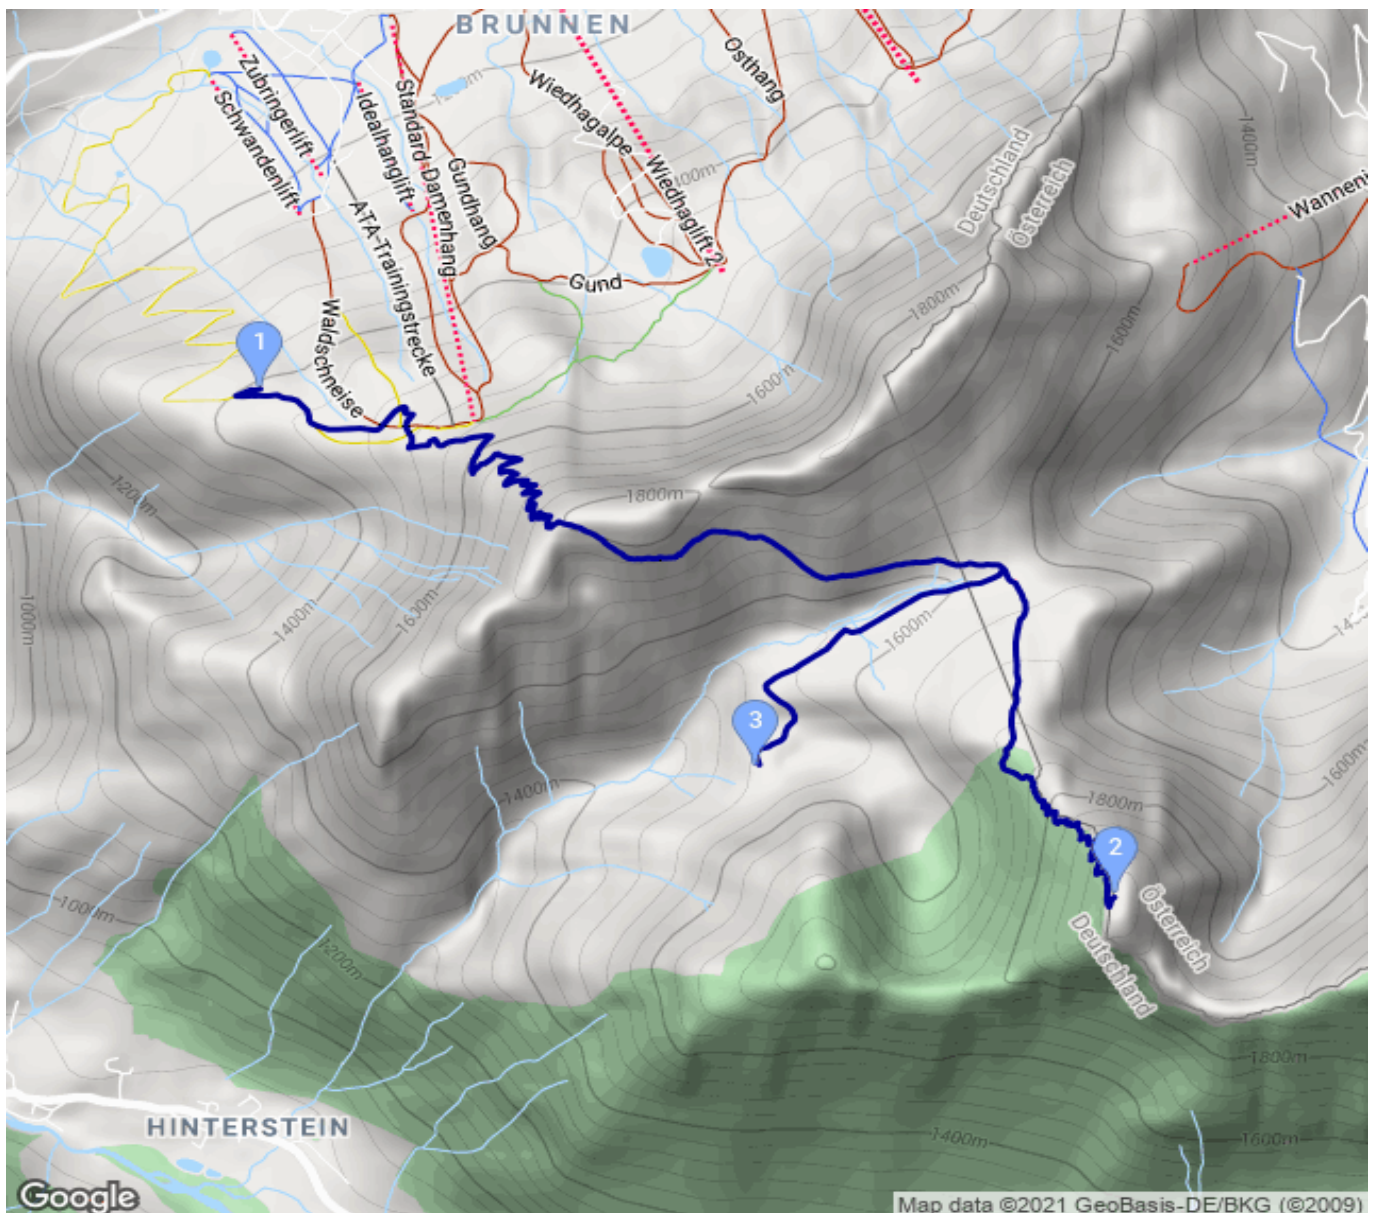 BRUNNEN
Zubringerlift
Schwandenlift
Idealhanglift
Standard-Damenhang
ATA-Trainingstrecke
Gundhang
Waldschneise
Wiedhagalpe
Wiedhaglift 2
Osthang
Gund
Deutschland
Österreich
1400m
1800m
1600m
1600m
1
1200m
1800m
1000m
1400m
1600m
1600m
3
1400m
1800m
1600m
2
Österreich
Deutschland
1000m
1200m
1800m
HINTERSTEIN
1400m
1600m
Google
Map data ©2021 GeoBasis-DE/BKG (©2009)